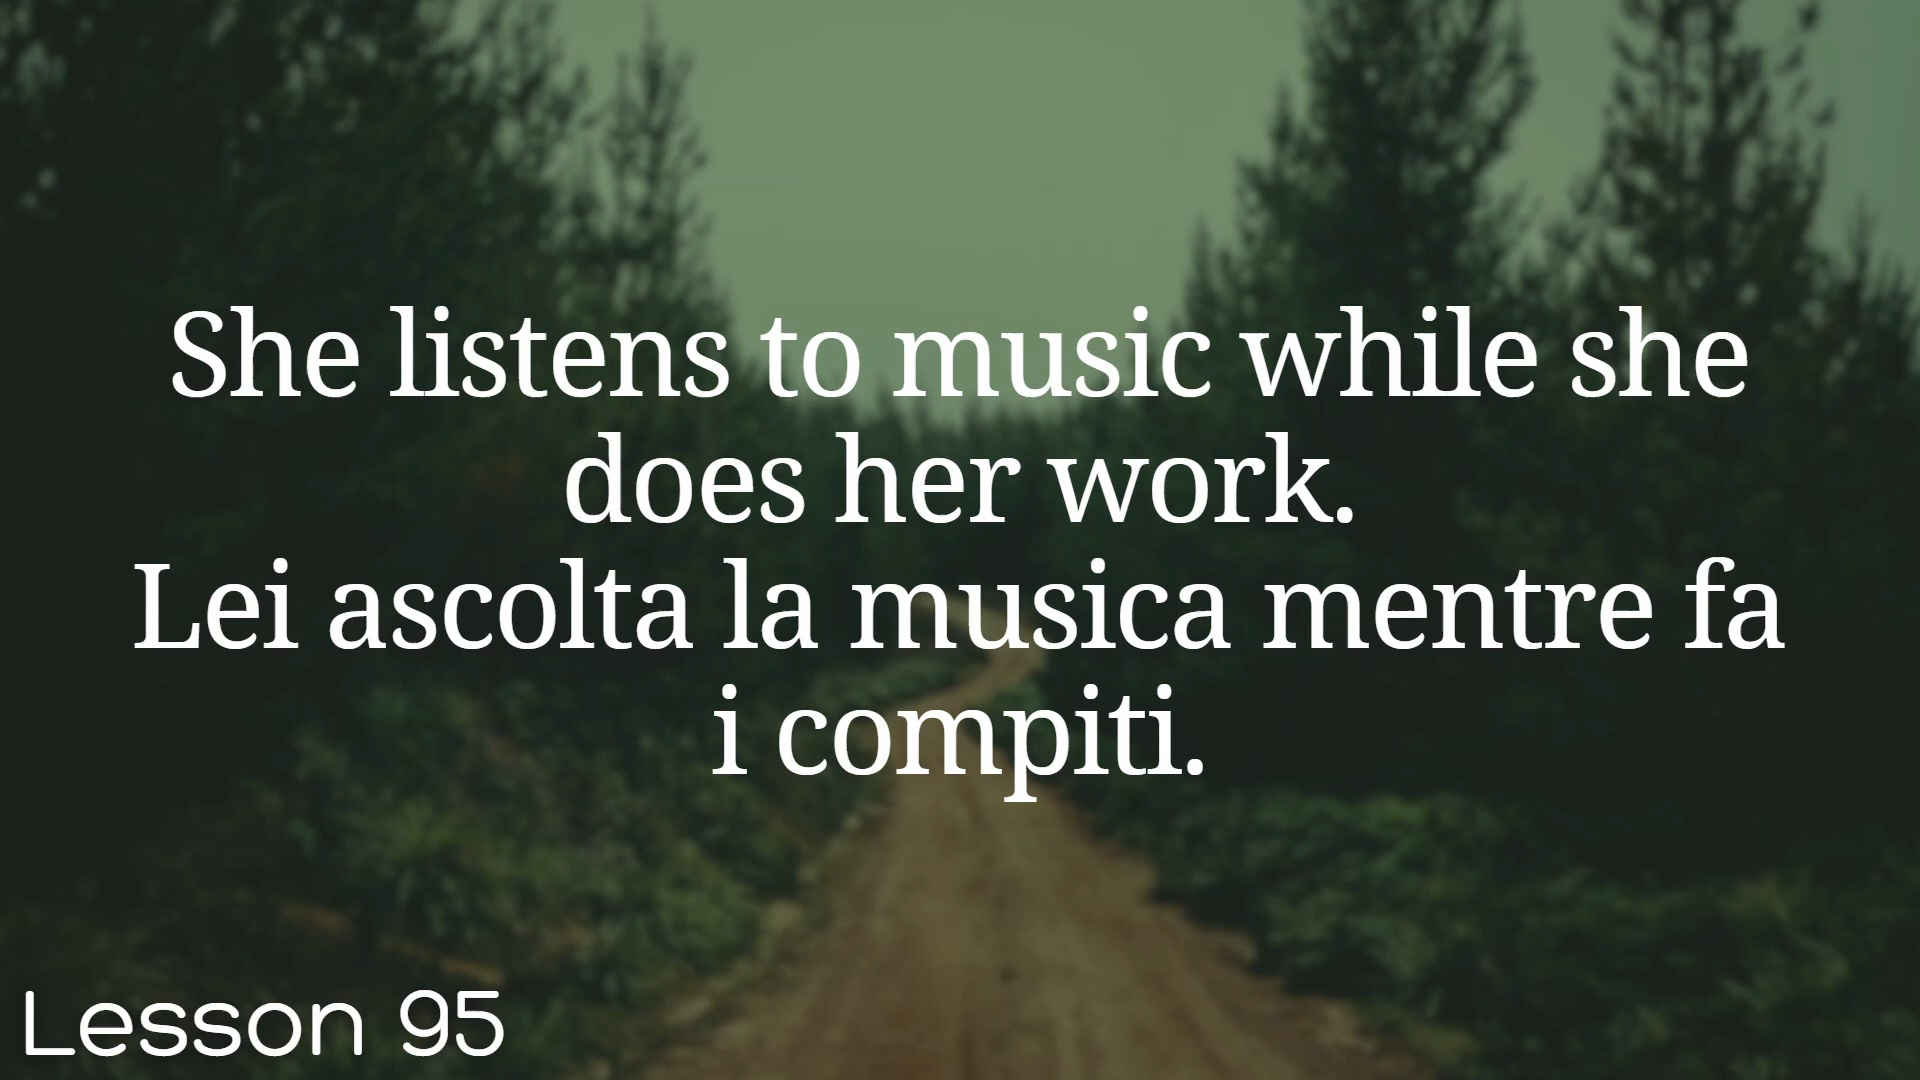 She listens to music while she
does her work.
Lei ascolta la musica mentre fa
i compiti.
Lesson 95